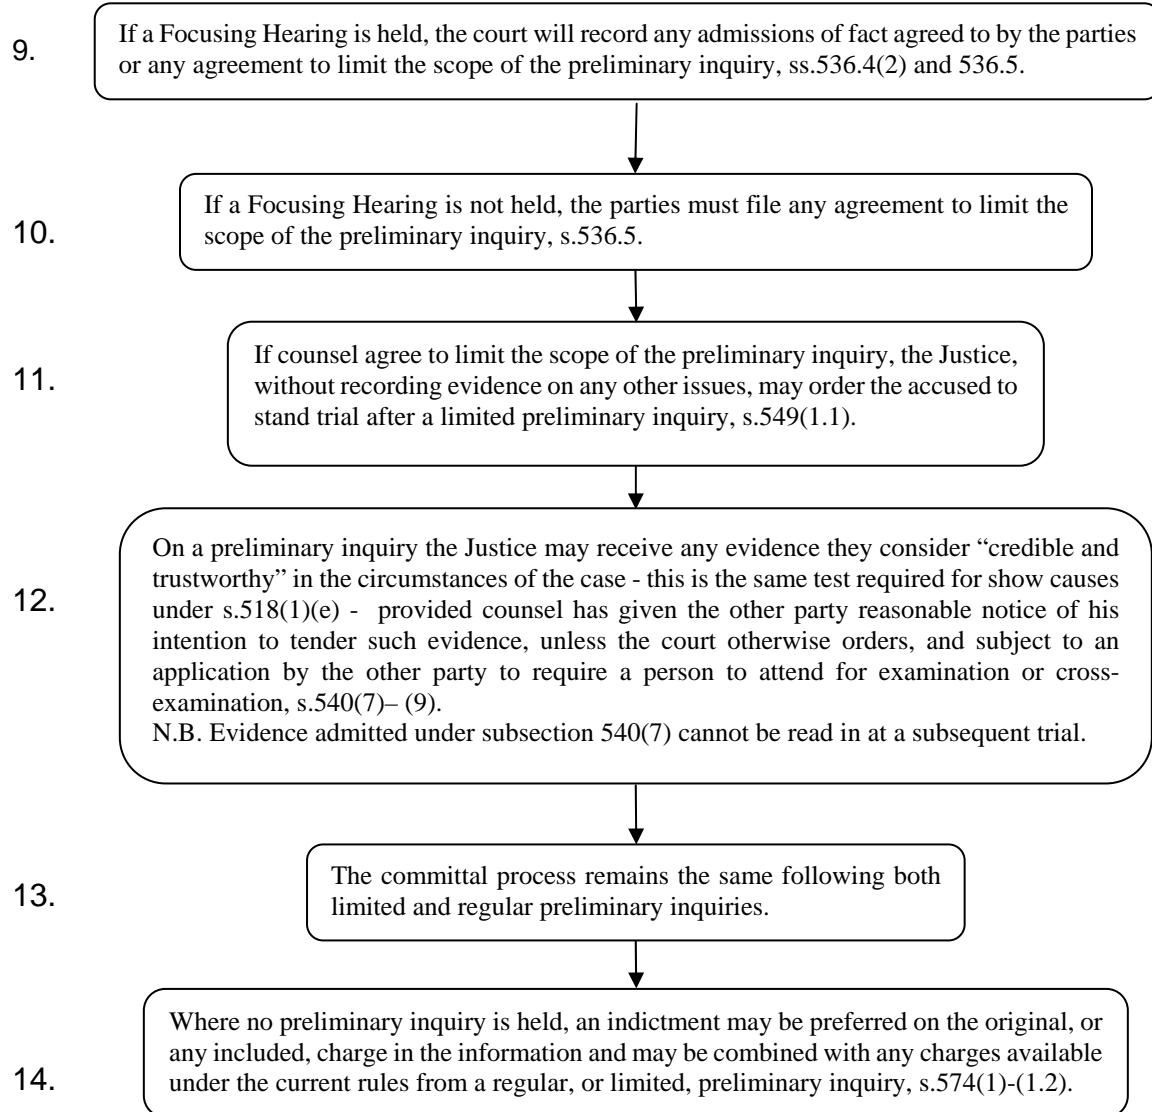 9.
If a Focusing Hearing is held, the court will record any admissions of fact agreed to by the parties
or any agreement to limit the scope of the preliminary inquiry, ss.536.4(2) and 536.5.
10.
If a Focusing Hearing is not held, the parties must file any agreement to limit the
scope of the preliminary inquiry, s.536.5.
11.
If counsel agree to limit the scope of the preliminary inquiry, the Justice,
without recording evidence on any other issues, may order the accused to
stand trial after a limited preliminary inquiry, s.549(1.1).
12.
On a preliminary inquiry the Justice may receive any evidence they consider “credible and
trustworthy” in the circumstances of the case - this is the same test required for show causes
under s.518(1)(e) - provided counsel has given the other party reasonable notice of his
intention to tender such evidence, unless the court otherwise orders, and subject to an
application by the other party to require a person to attend for examination or cross-
examination, s.540(7)– (9).
N.B. Evidence admitted under subsection 540(7) cannot be read in at a subsequent trial.
13.
The committal process remains the same following both
limited and regular preliminary inquiries.
14.
Where no preliminary inquiry is held, an indictment may be preferred on the original, or
any included, charge in the information and may be combined with any charges available
under the current rules from a regular, or limited, preliminary inquiry, s.574(1)-(1.2).